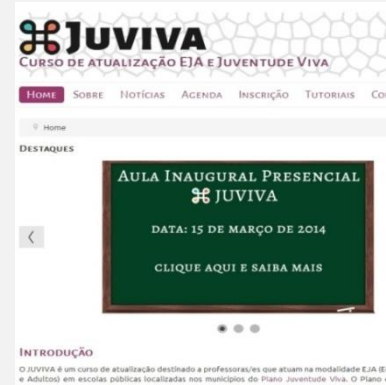 ⌘JUVIVA
CURSO DE ATUALIZAÇÃO EJA E JUVENTUDE VIVA
HOME SOBRE NOTÍCIAS AGENDA INSCRIÇÃO TUTORIAIS
Home
DESTAQUES
AULA INAUGURAL PRESENCIAL
⌘ JUVIVA
DATA: 15 DE MARÇO DE 2014
CLIQUE AQUI E SAIBA MAIS
INTRODUÇÃO
O JUVIVA é um curso de atualização destinado a professoras/es que atuam na modalidade EJA
e Adultos) em escolas públicas localizadas nos municípios do Plano Juventude Viva. O Plano